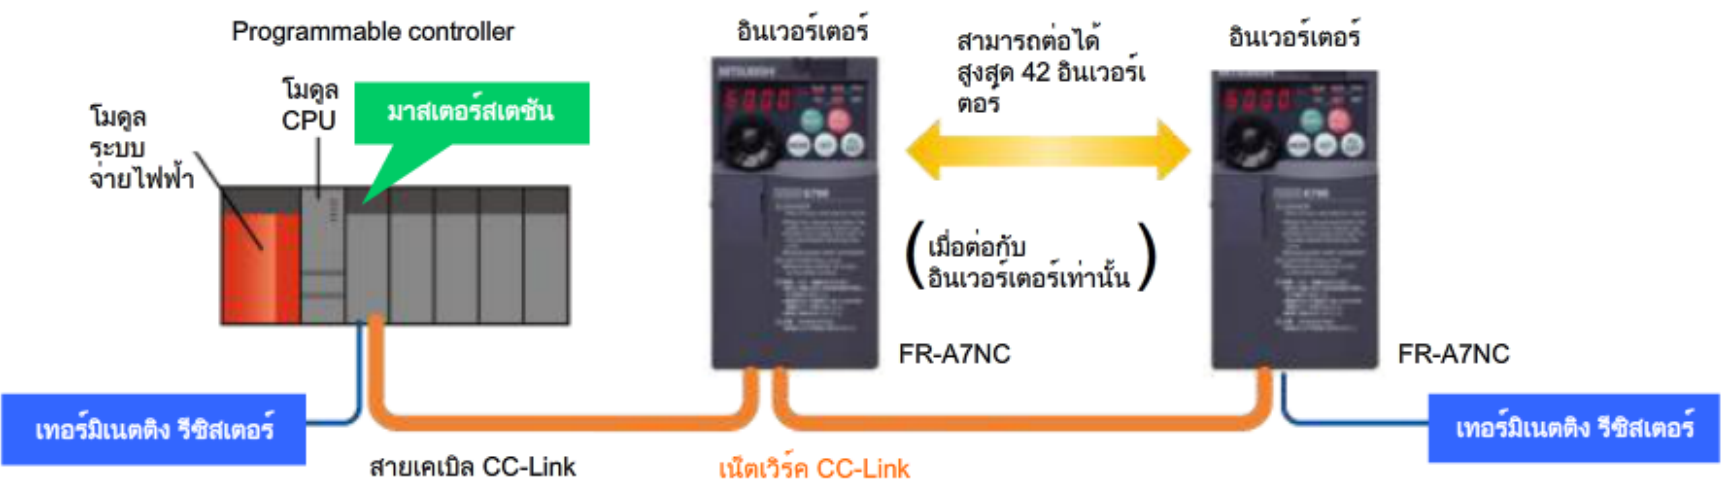 Programmable controller
โมดูล
ระบบ
จ่ายไฟฟ้า
โมดูล
CPU
มาสเตอร์สเตชัน
อินเวอร์เตอร์
สามารถต่อได้
สูงสุด 42 อินเวอร์เ
ตอร์
อินเวอร์เตอร์
MITSUBISHI
6000
6000
(เมื่อต่อกับ
อินเวอร์เตอร์เท่านั้น)
FR-A7NC
FR-A7NC
เทอร์มิเนตติง รีซิสเตอร์
เทอร์มิเนตติง รีซิสเตอร์
สายเคเบิล CC-Link
เน็ตเวิร์ค CC-Link